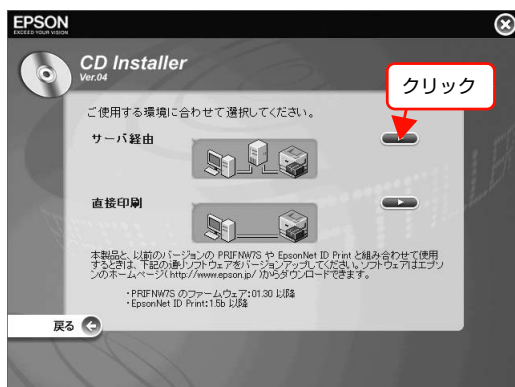 EPSON
EXCEED YOUR VISION
CD Installer
Ver.04
クリック
ご使用する環境に合わせて選択してください。
サーバ経由
直接印刷
本製品と、以前のバージョンの PRIFNW7S や EpsonNet ID Print と組み合わせて使用
するときは、下記の通りソフトウェアをバージョンアップしてください。ソフトウェアはエプソ
ンのホームページ(http://www.epson.jp/)からダウンロードできます。
・PRIFNW7S のファームウェア:01.30 以降
・EpsonNet ID Print:1.5b 以降
戻る